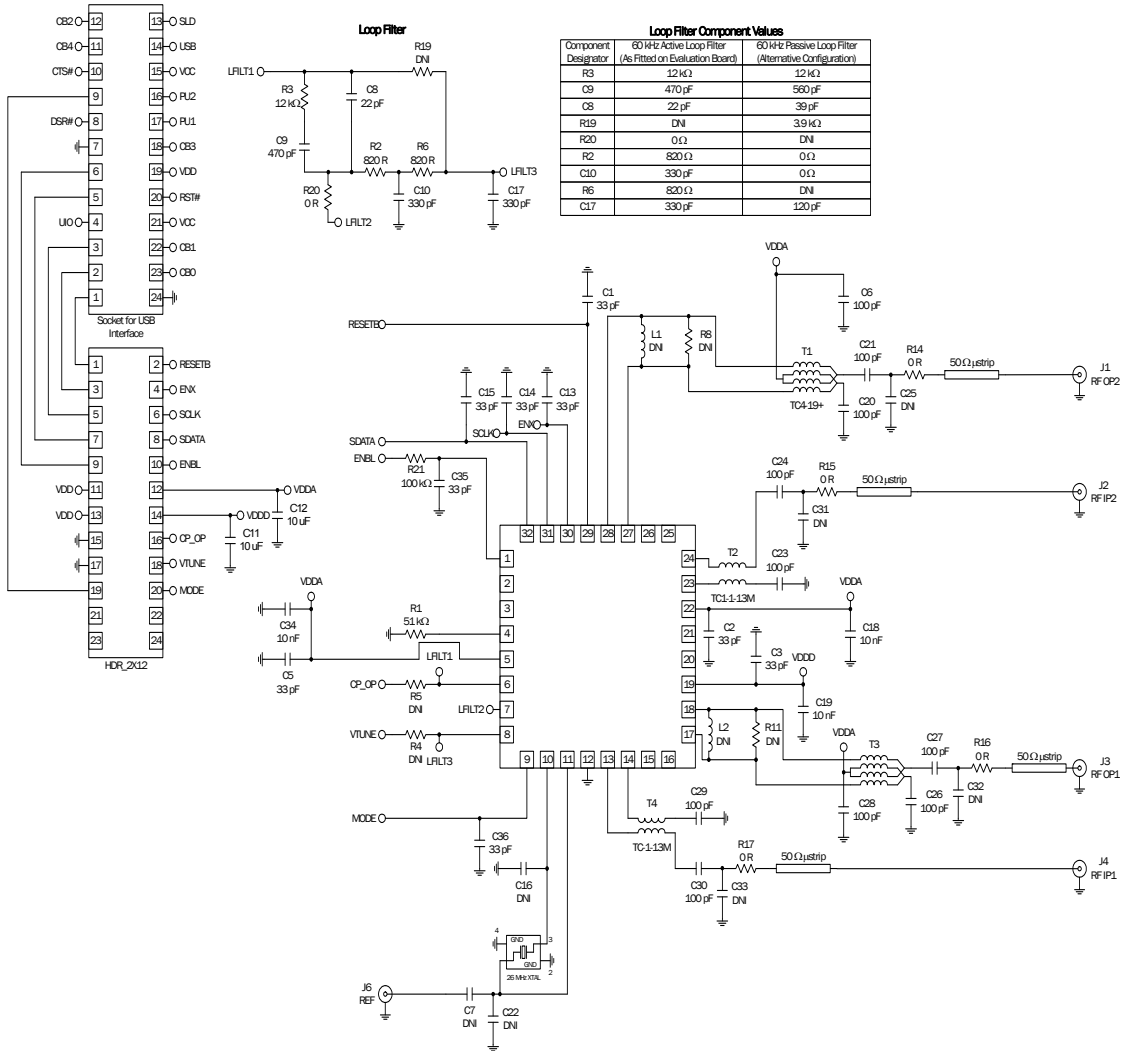 Loop Filter
Loop Filter Component Values
Component Designator
60 kHz Active Loop Filter (As Fitted on Evaluation Board)
60 kHz Passive Loop Filter (Alternative Configuration)
R3 12 kΩ 12 kΩ
C9 470 pF 560 pF
C8 22 pF 39 pF
R19 DNI 3.9 kΩ
R20 0 Ω DNI
R2 820 Ω 0 Ω
C10 330 pF 0 Ω
R6 820 Ω DNI
C17 330 pF 120 pF
CB2 12 13 SLD
CB4 11 14 USB
CTS# 10 15 VCC
9 16 PU2
DSR# 8 17 PU1
7 18 CB3
6 19 VDD
5 20 RST#
UIO 4 21 VCC
3 22 CB1
2 23 CB0
1 24
Socket for USB
Interface
1 2 RESETB
3 4 ENX
5 6 SCLK
7 8 SDATA
9 10 ENBL
VDD 11 12 VDDA
VDD 13 14 VDDD
15 16 CP_OP
17 18 VTUNE
19 20 MODE
21 22
23 24
HDR_2X12
C12
10 uF
C11
10 uF
LFILT1
R3
12 kΩ
C9
470 pF
C8
22 pF
R19
DNI
R2
820 R
R6
820 R
R20
0 R
LFILT2
C10
330 pF
C17
330 pF
LFILT3
RESETB
C1
33 pF
C15
33 pF
C14
33 pF
C13
33 pF
ENX
SCLK
SDATA
ENBL
R21
100 kΩ
C35
33 pF
L1
DNI
R8
DNI
VDDA
C6
100 pF
T1
TC4-19+
C21
100 pF
C20
100 pF
R14
0 R
C25
DNI
50 Ω µstrip
J1
RF OP2
C24
100 pF
R15
0 R
C31
DNI
50 Ω µstrip
J2
RF IP2
32 31 30 29 28 27 26 25
1 2 3 4 5 6 7 8
24 23 22 21 20 19 18 17
9 10 11 12 13 14 15 16
T2
TC1-1-13M
C23
100 pF
VDDA
C2
33 pF
C18
10 nF
C3
33 pF
VDDD
C19
10 nF
VDDA
C34
10 nF
C5
33 pF
R1
51 kΩ
LFILT1
CP_OP
R5
DNI
LFILT2
VTUNE
R4
DNI
LFILT3
L2
DNI
R11
DNI
VDDA
T3
C28
100 pF
C27
100 pF
C26
100 pF
R16
0 R
C32
DNI
50 Ω µstrip
J3
RF OP1
MODE
C36
33 pF
C16
DNI
T4
TC-1-13M
C29
100 pF
C30
100 pF
R17
0 R
C33
DNI
50 Ω µstrip
J4
RF IP1
4
GND
3
GND
2
26 MHz XTAL
J6
REF
C7
DNI
C22
DNI